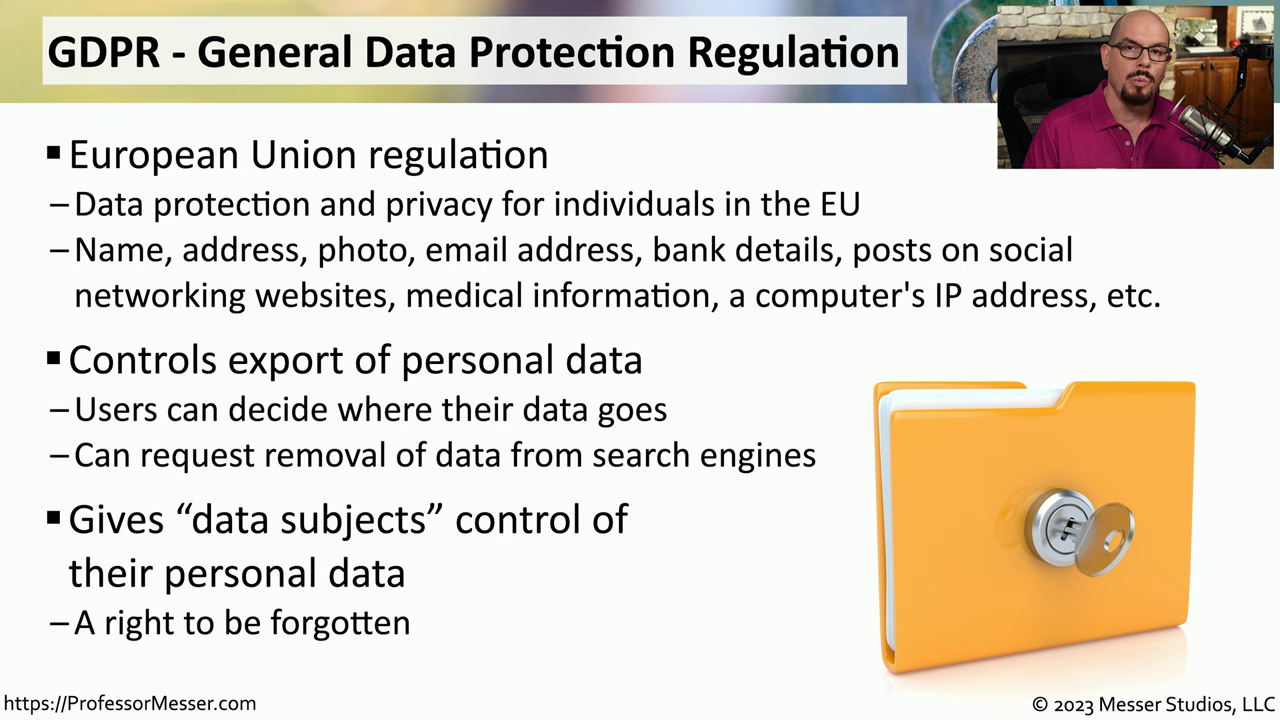 GDPR - General Data Protection Regulation
▪ European Union regulation
– Data protection and privacy for individuals in the EU
– Name, address, photo, email address, bank details, posts on social
networking websites, medical information, a computer's IP address, etc.
▪ Controls export of personal data
– Users can decide where their data goes
– Can request removal of data from search engines
▪ Gives “data subjects” control of
their personal data
– A right to be forgotten
https://ProfessorMesser.com
© 2023 Messer Studios, LLC